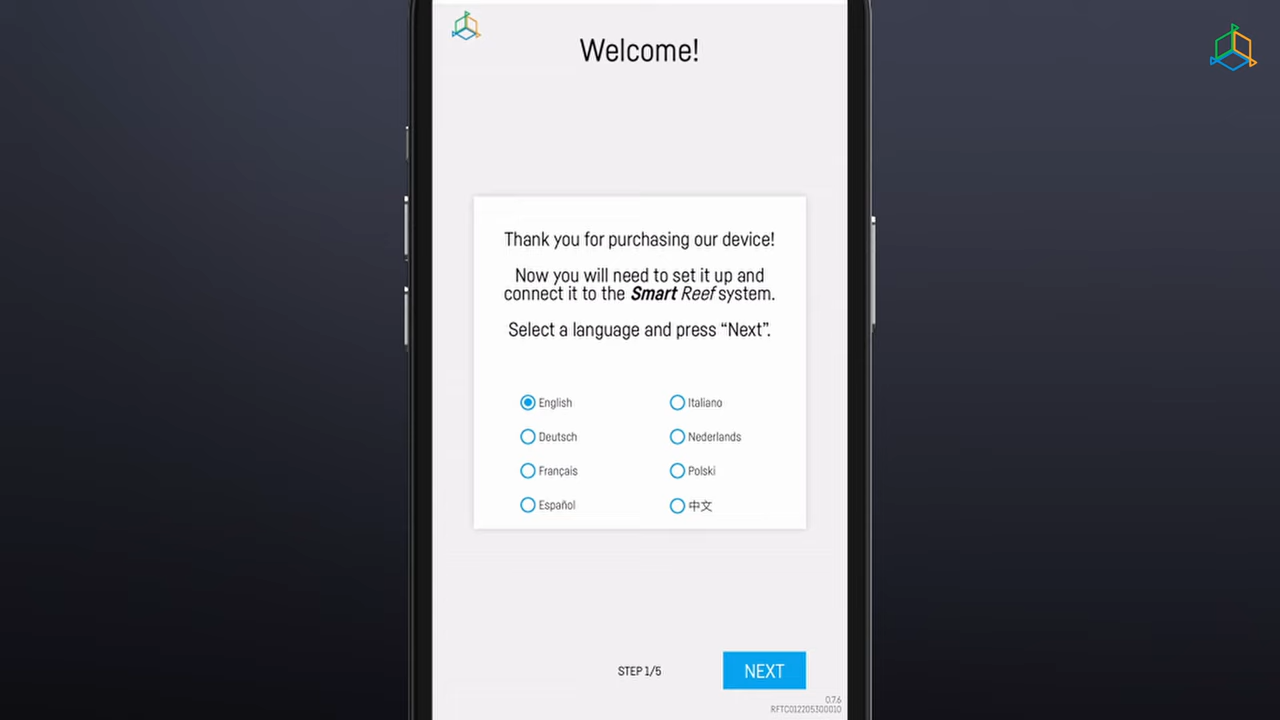 Welcome!
Thank you for purchasing our device!
Now you will need to set it up and
connect it to the Smart Reef system.
Select a language and press “Next”.
English
Italiano
Deutsch
Nederlands
Français
Polski
Español
中文
STEP 1/5
NEXT
0.7.6
RFTC012205300010